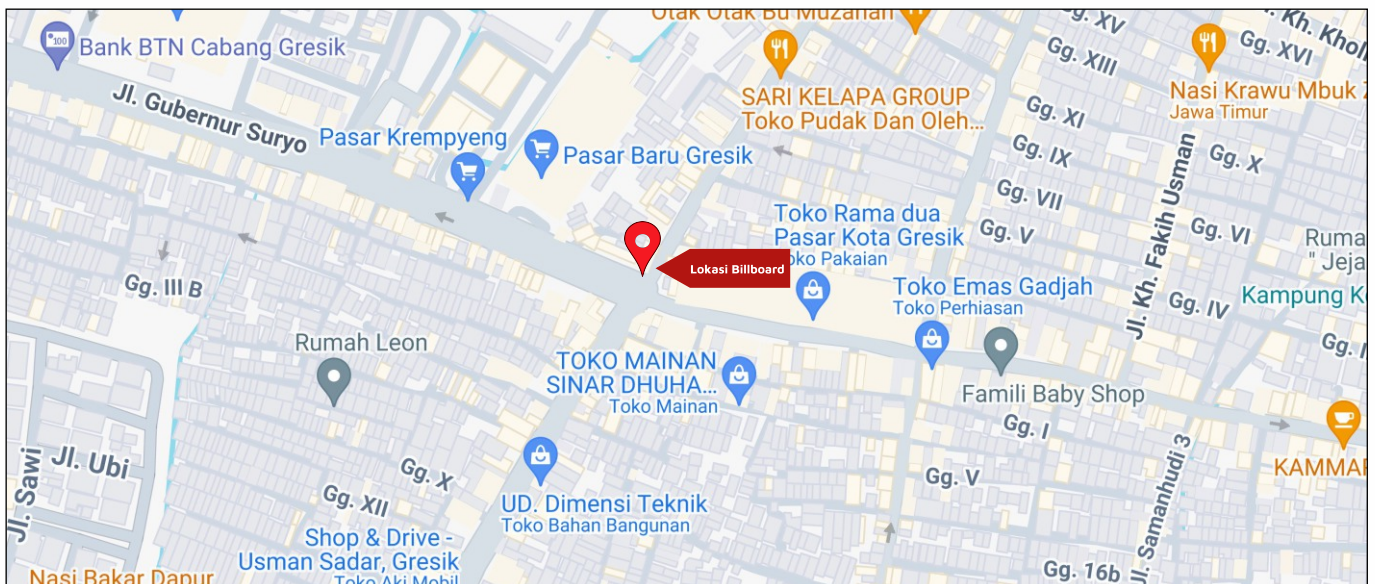 Otak Otak Bu Muzanah
Gg. XV
Jl. Kh. Kholi
Bank BTN Cabang Gresik
Gg. XIII
Gg. XVI
Jl. Gubernur Suryo
SARI KELAPA GROUP
Toko Pudak Dan Oleh...
Nasi Krawu Mbuk
Jawa Timur
Gg. XI
Pasar Krempyeng
Pasar Baru Gresik
Gg. IX
Gg. X
Jl. Kh. Fakih Usman
Gg. VII
Toko Rama dua
Pasar Kota Gresik
Toko Pakaian
Gg. V
Gg. VI
Ruma
" Jeja
Lokasi Billboard
Gg. III B
Toko Emas Gadjah
Toko Perhiasan
Gg. IV
Kampung K
Rumah Leon
TOKO MAINAN
SINAR DHUHA...
Toko Mainan
Famili Baby Shop
Gg. I
Jl. Sawi
Jl. Ubi
Gg. X
Gg. V
KAMMA
Gg. XII
UD. Dimensi Teknik
Toko Bahan Bangunan
Jl. Samanhudi 3
Shop & Drive -
Usman Sadar, Gresik
Toko Aki Mobil
Gg. 16b
Nasi Bakar Dapur